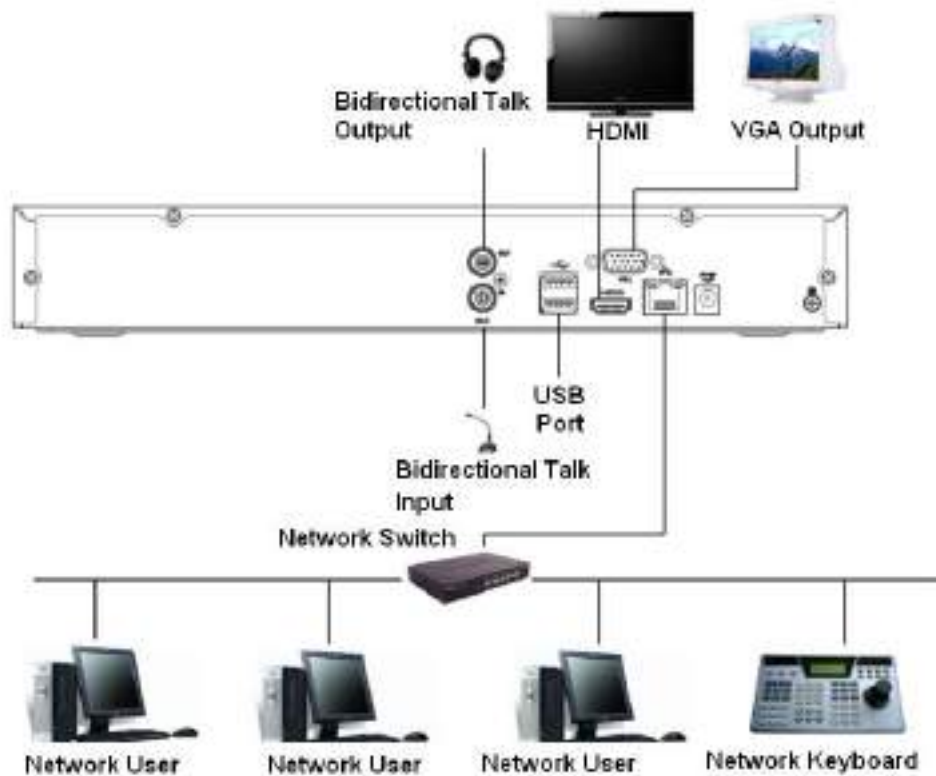 Bidirectional Talk
Output
HDMI
VGA Output
USB
Port
Bidirectional Talk
Input
Network Switch
Network User
Network User
Network User
Network Keyboard